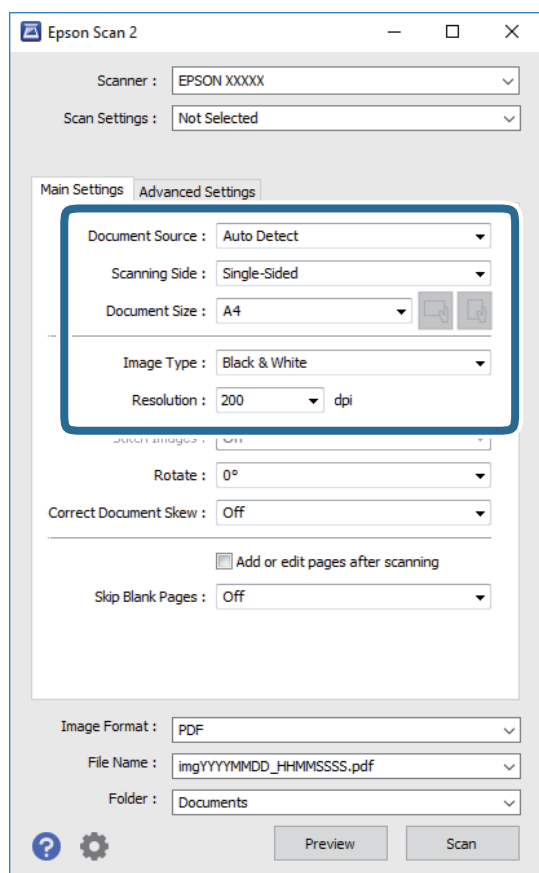 Epson Scan 2
Scanner : EPSON XXXXX
Scan Settings : Not Selected
Main Settings Advanced Settings
Document Source : Auto Detect
Scanning Side : Single-Sided
Document Size : A4
Image Type : Black & White
Resolution : 200 dpi
Stitch Images : On
Rotate : 0°
Correct Document Skew : Off
Add or edit pages after scanning
Skip Blank Pages : Off
Image Format : PDF
File Name : imgYYYYMMDD_HHMMSSSS.pdf
Folder : Documents
? Preview Scan